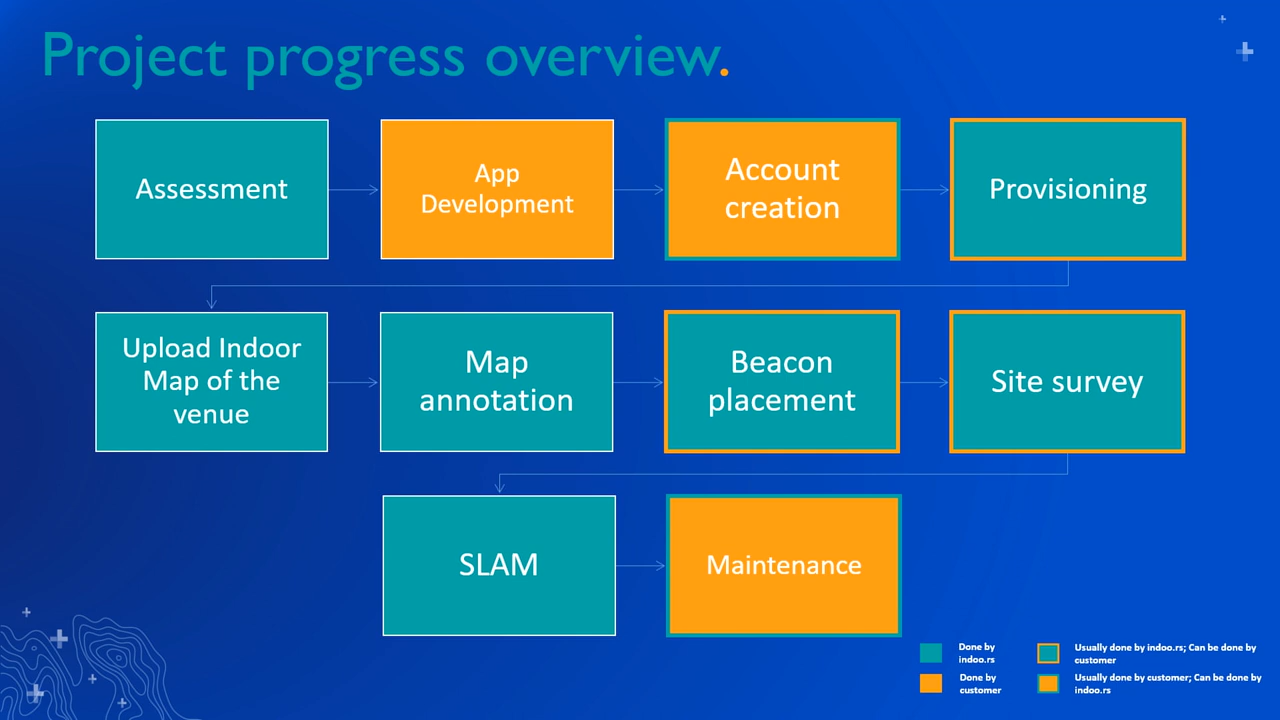 Project progress overview.
Assessment
App
Development
Account
creation
Provisioning
Upload Indoor
Map of the
venue
Map
annotation
Beacon
placement
Site survey
SLAM
Maintenance
Done by
indoo.rs
Usually done by indoo.rs; Can be done by
customer
Done by
customer
Usually done by customer; Can be done by
indoo.rs